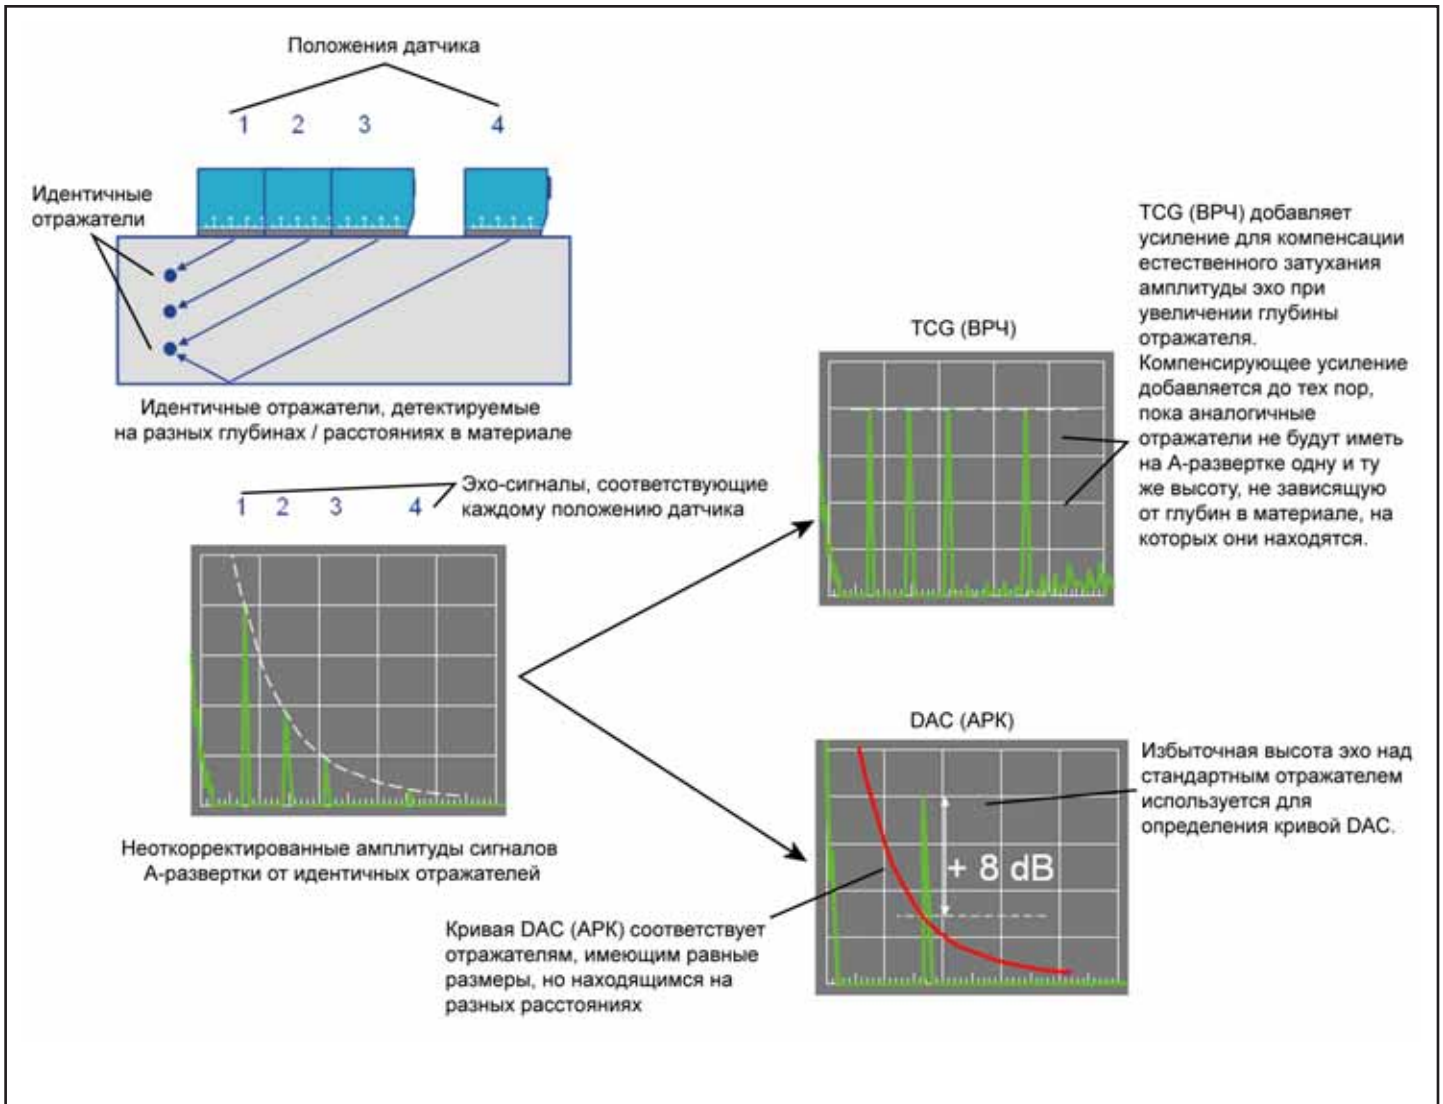 Положения датчика
1 2 3 4
Идентичные
отражатели
Идентичные отражатели, детектируемые
на разных глубинах / расстояниях в материале
1 2 3 4
Эхо-сигналы, соответствующие
каждому положению датчика
Неоткорректированные амплитуды сигналов
А-развертки от идентичных отражателей
TCG (ВРЧ)
TCG (ВРЧ) добавляет
усиление для компенсации
естественного затухания
амплитуды эхо при
увеличении глубины
отражателя.
Компенсирующее усиление
добавляется до тех пор,
пока аналогичные
отражатели не будут иметь
на А-развертке одну и ту
же высоту, не зависящую
от глубин в материале, на
которых они находятся.
DAC (АРК)
+ 8 dB
Избыточная высота эхо над
стандартным отражателем
используется для
определения кривой DAC.
Кривая DAC (АРК) соответствует
отражателям, имеющим равные
размеры, но находящимся на
разных расстояниях